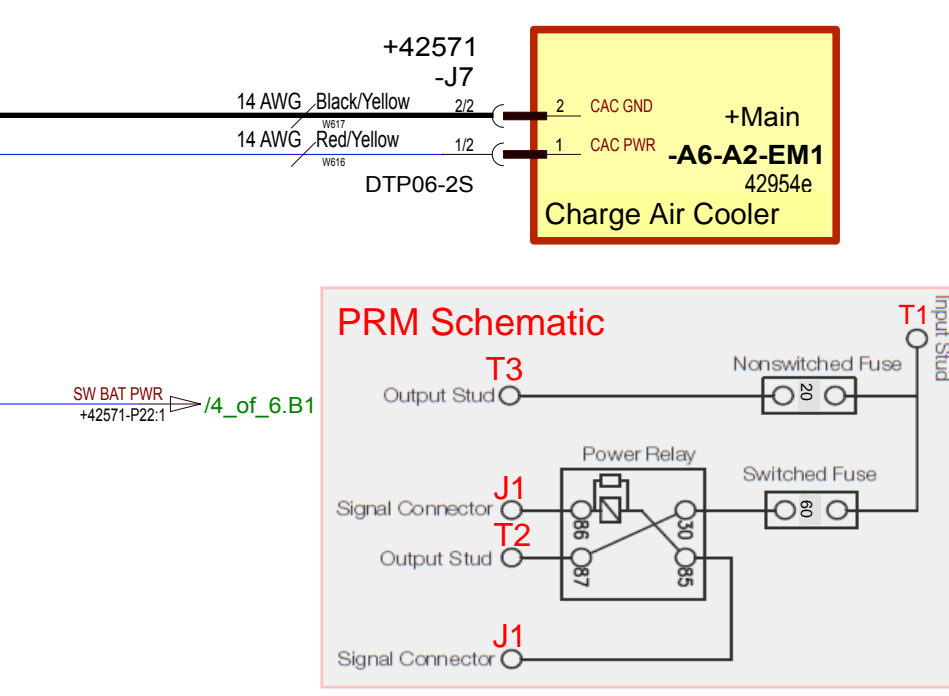 +42571
-J7
14 AWG Black/Yellow 2/2
W617
14 AWG Red/Yellow 1/2
W616
DTP06-2S
2 CAC GND
1 CAC PWR
+Main
-A6-A2-EM1
42954e
Charge Air Cooler
PRM Schematic
T1
Input Stud
Nonswitched Fuse
T3
Output Stud
20
SW BAT PWR
+42571-P22:1
/4_of_6.B1
Power Relay
Switched Fuse
J1
Signal Connector
86
30
60
T2
Output Stud
87
85
J1
Signal Connector